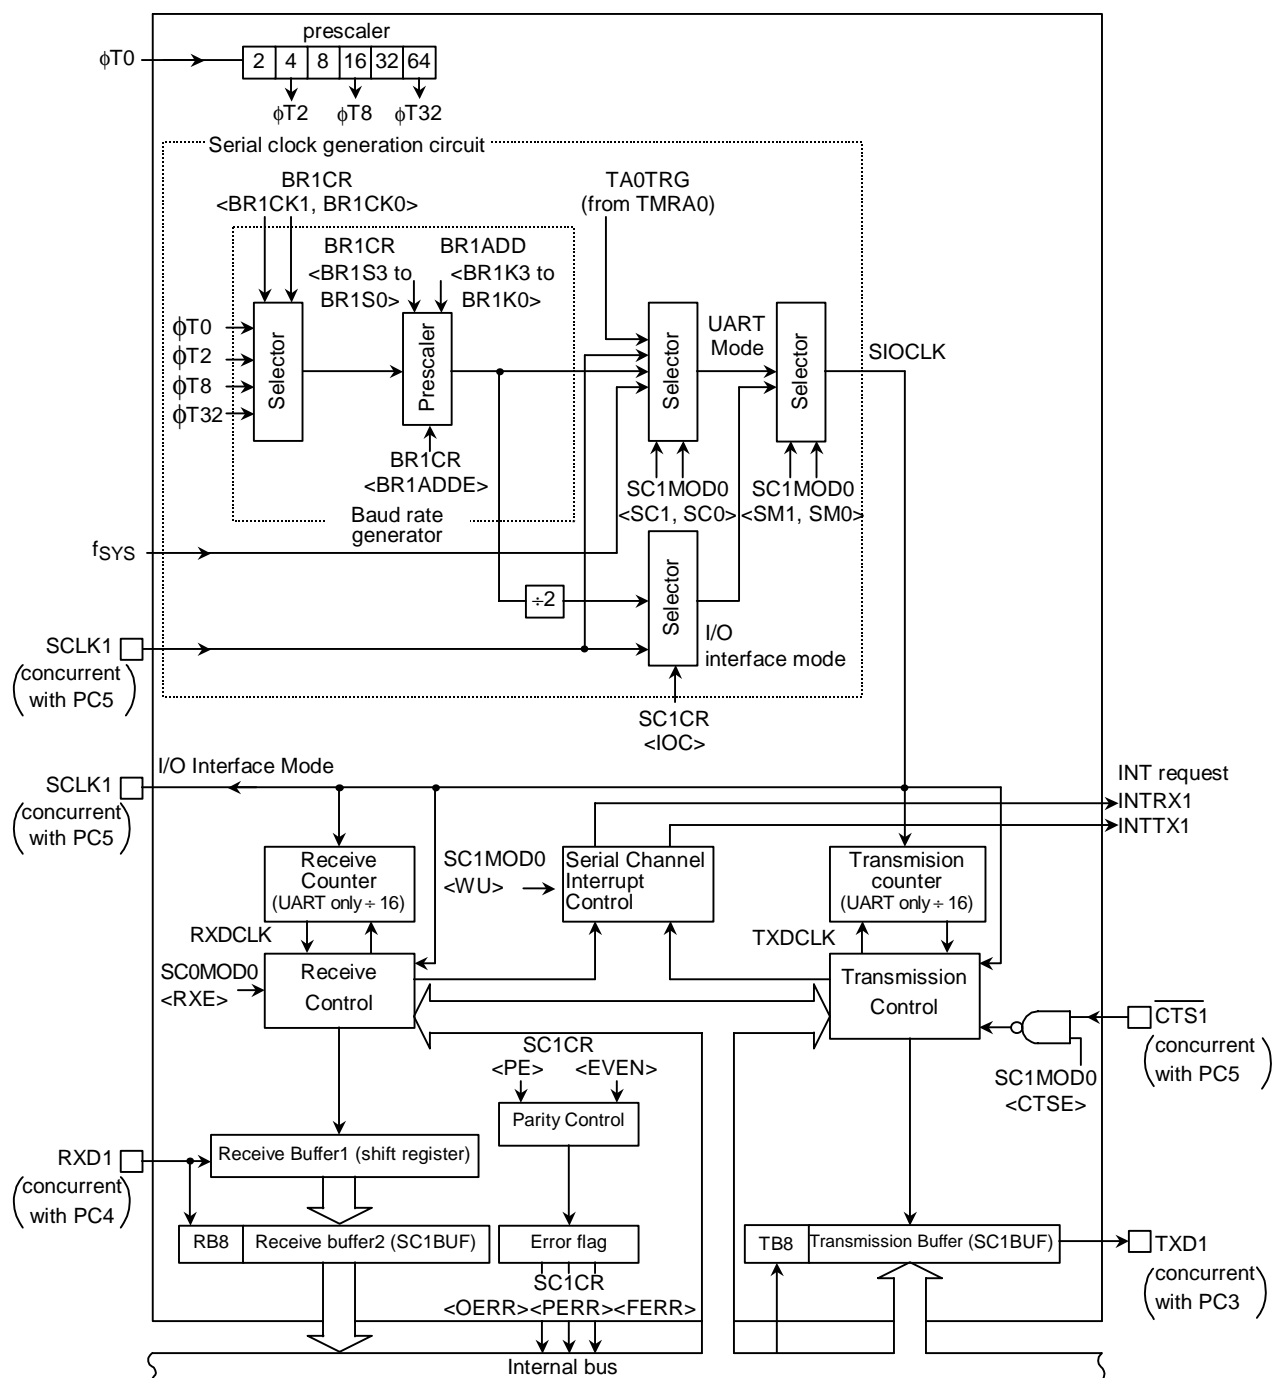 prescaler
ϕT0
2 4 8 16 32 64
ϕT2 ϕT8 ϕT32
Serial clock generation circuit
BR1CR
<BR1CK1, BR1CK0>
TA0TRG
(from TMRA0)
BR1CR
<BR1S3 to
BR1S0>
BR1ADD
<BR1K3 to
BR1K0>
ϕT0
ϕT2
ϕT8
ϕT32
Selector
Prescaler
Selector
UART
Mode
Selector
SIOCLK
BR1CR
<BR1ADDE>
SC1MOD0
<SC1, SC0>
SC1MOD0
<SM1, SM0>
Baud rate
generator
fSYS
÷2
Selector
I/O
interface mode
SCLK1
(concurrent
with PC5)
SC1CR
<IOC>
I/O Interface Mode
SCLK1
(concurrent
with PC5)
INT request
INTRX1
INTTX1
Receive
Counter
(UART only ÷ 16)
SC1MOD0
<WU>
Serial Channel
Interrupt
Control
Transmision
counter
(UART only ÷ 16)
RXDCLK
TXDCLK
SC0MOD0
<RXE>
Receive
Control
Transmission
Control
CTS1
(concurrent
with PC5)
SC1MOD0
<CTSE>
SC1CR
<PE> <EVEN>
Parity Control
RXD1
(concurrent
with PC4)
Receive Buffer1 (shift register)
RB8 Receive buffer2 (SC1BUF)
Error flag
TB8 Transmission Buffer (SC1BUF)
TXD1
(concurrent
with PC3)
SC1CR
<OERR><PERR><FERR>
Internal bus